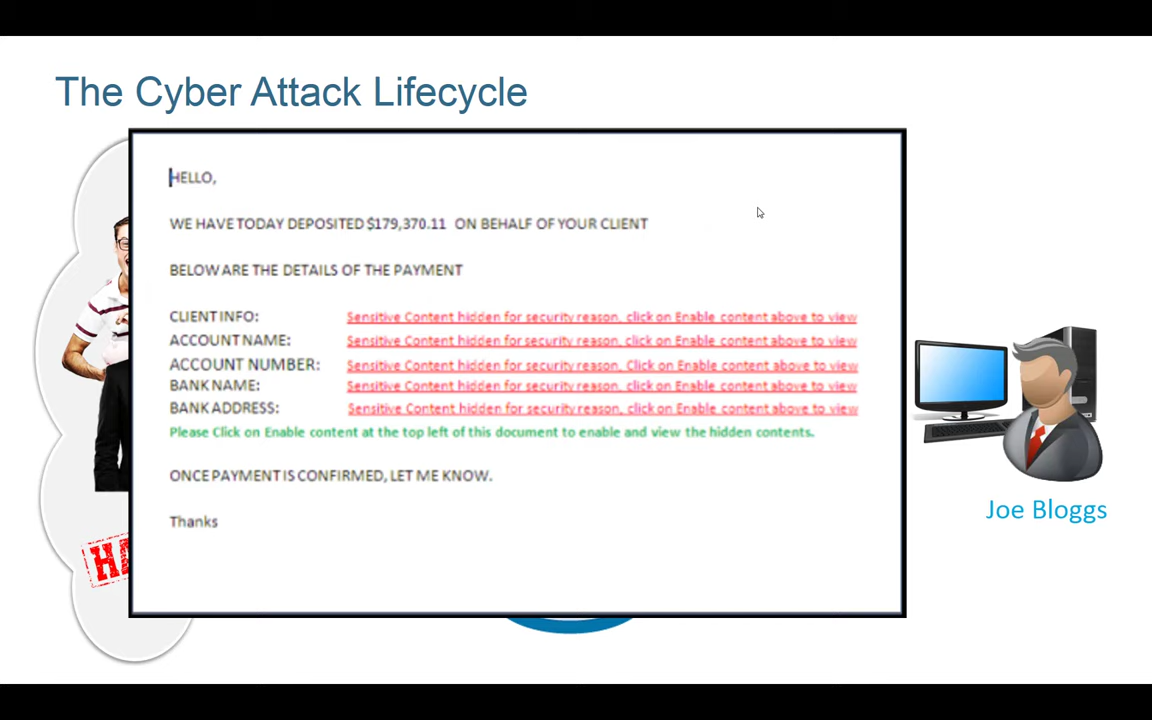 The Cyber Attack Lifecycle
HELLO,
WE HAVE TODAY DEPOSITED $179,370.11 ON BEHALF OF YOUR CLIENT
BELOW ARE THE DETAILS OF THE PAYMENT
CLIENT INFO: Sensitive Content hidden for security reason, click on Enable content above to view
ACCOUNT NAME: Sensitive Content hidden for security reason, click on Enable content above to view
ACCOUNT NUMBER: Sensitive Content hidden for security reason, Click on Enable content above to view
BANK NAME: Sensitive Content hidden for security reason, click on Enable content above to view
BANK ADDRESS: Sensitive Content hidden for security reason, click on Enable content above to view
Please Click on Enable content at the top left of this document to enable and view the hidden contents.
ONCE PAYMENT IS CONFIRMED, LET ME KNOW.
Thanks
Joe Bloggs